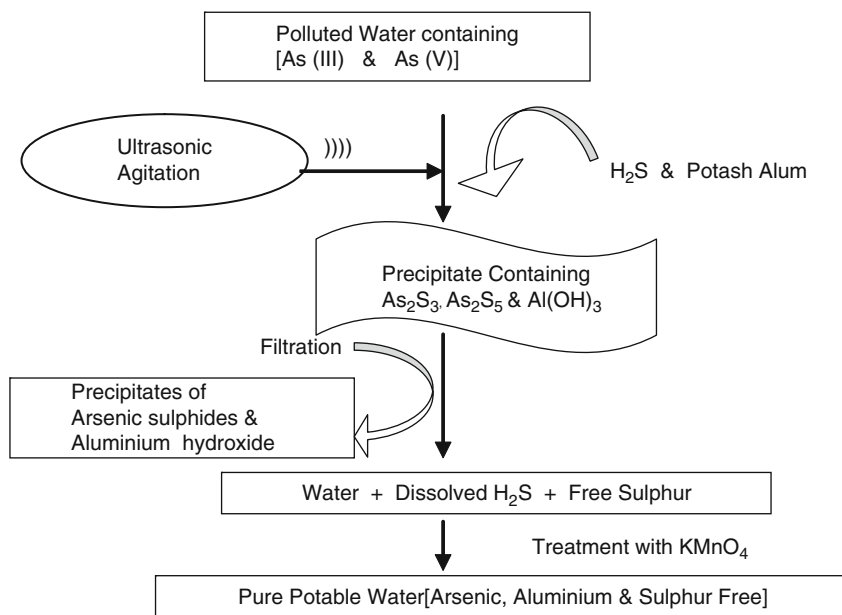 Polluted Water containing
[As (III) & As (V)]
Ultrasonic
Agitation
))))
H₂S & Potash Alum
Precipitate Containing
As₂S₃, As₂S₅ & Al(OH)₃
Filtration
Precipitates of
Arsenic sulphides &
Aluminium hydroxide
Water + Dissolved H₂S + Free Sulphur
Treatment with KMnO₄
Pure Potable Water[Arsenic, Aluminium & Sulphur Free]